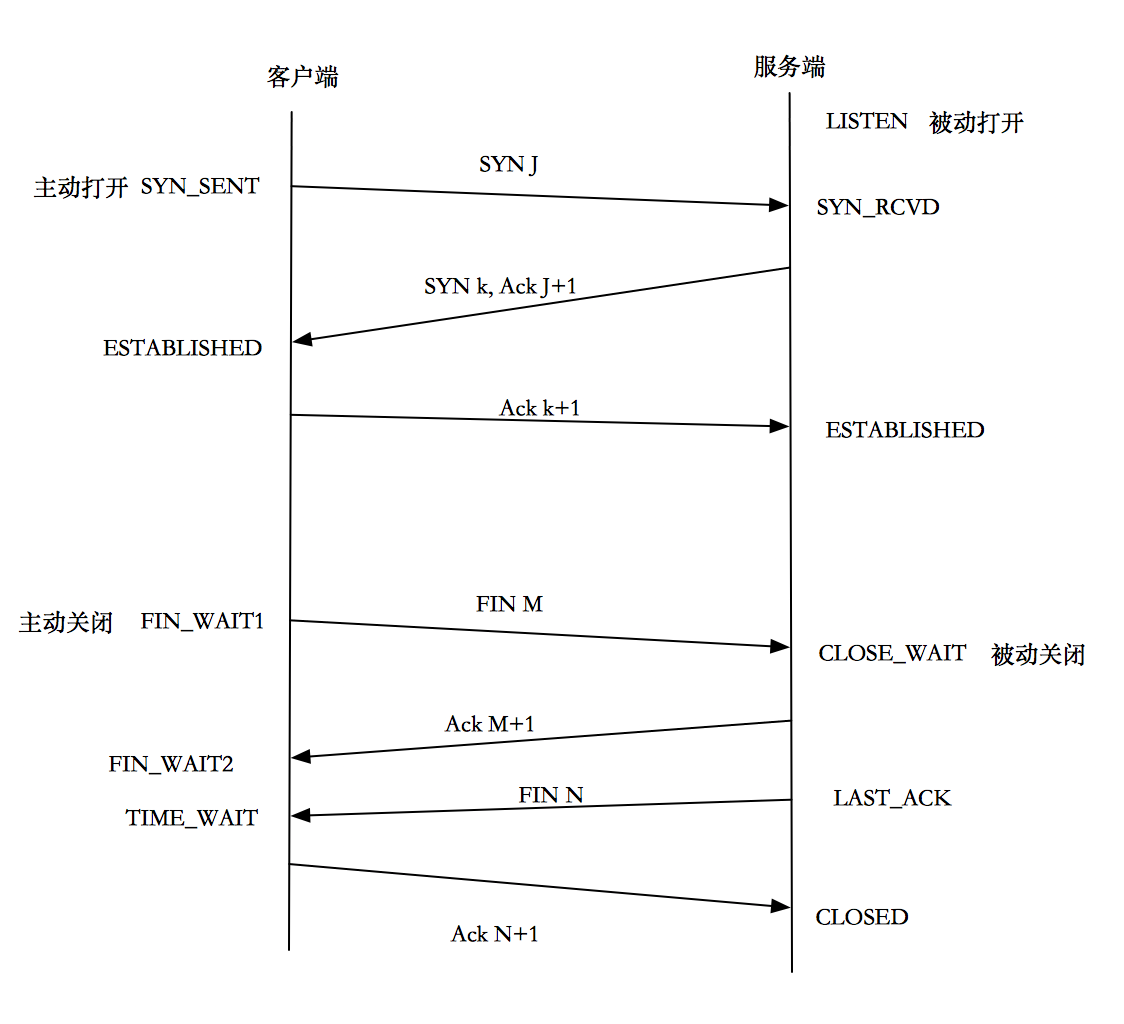 客户端
服务端
LISTEN 被动打开
SYN J
主动打开 SYN_SENT
SYN_RCVD
SYN k, Ack J+1
ESTABLISHED
Ack k+1
ESTABLISHED
FIN M
主动关闭 FIN_WAIT1
CLOSE_WAIT 被动关闭
Ack M+1
FIN_WAIT2
FIN N
LAST_ACK
TIME_WAIT
CLOSED
Ack N+1